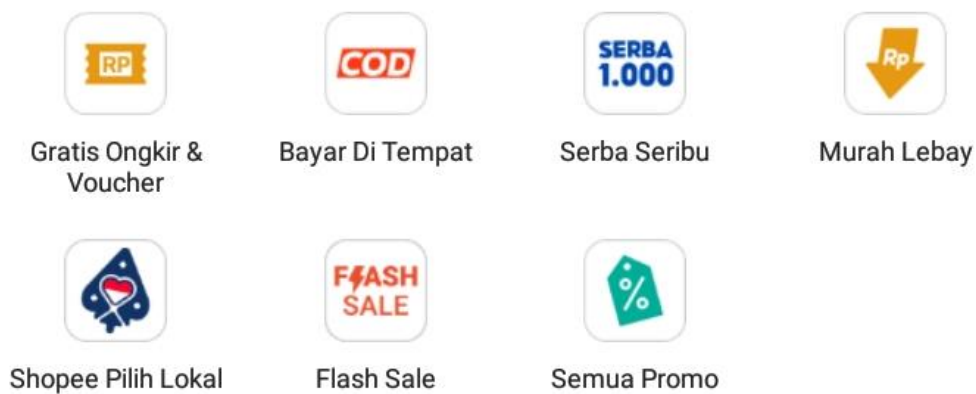 RP
COD
SERBA
1.000
Rp
Gratis Ongkir &
Voucher
Bayar Di Tempat
Serba Seribu
Murah Lebay
%
FLASH
SALE
Shopee Pilih Lokal
Flash Sale
Semua Promo